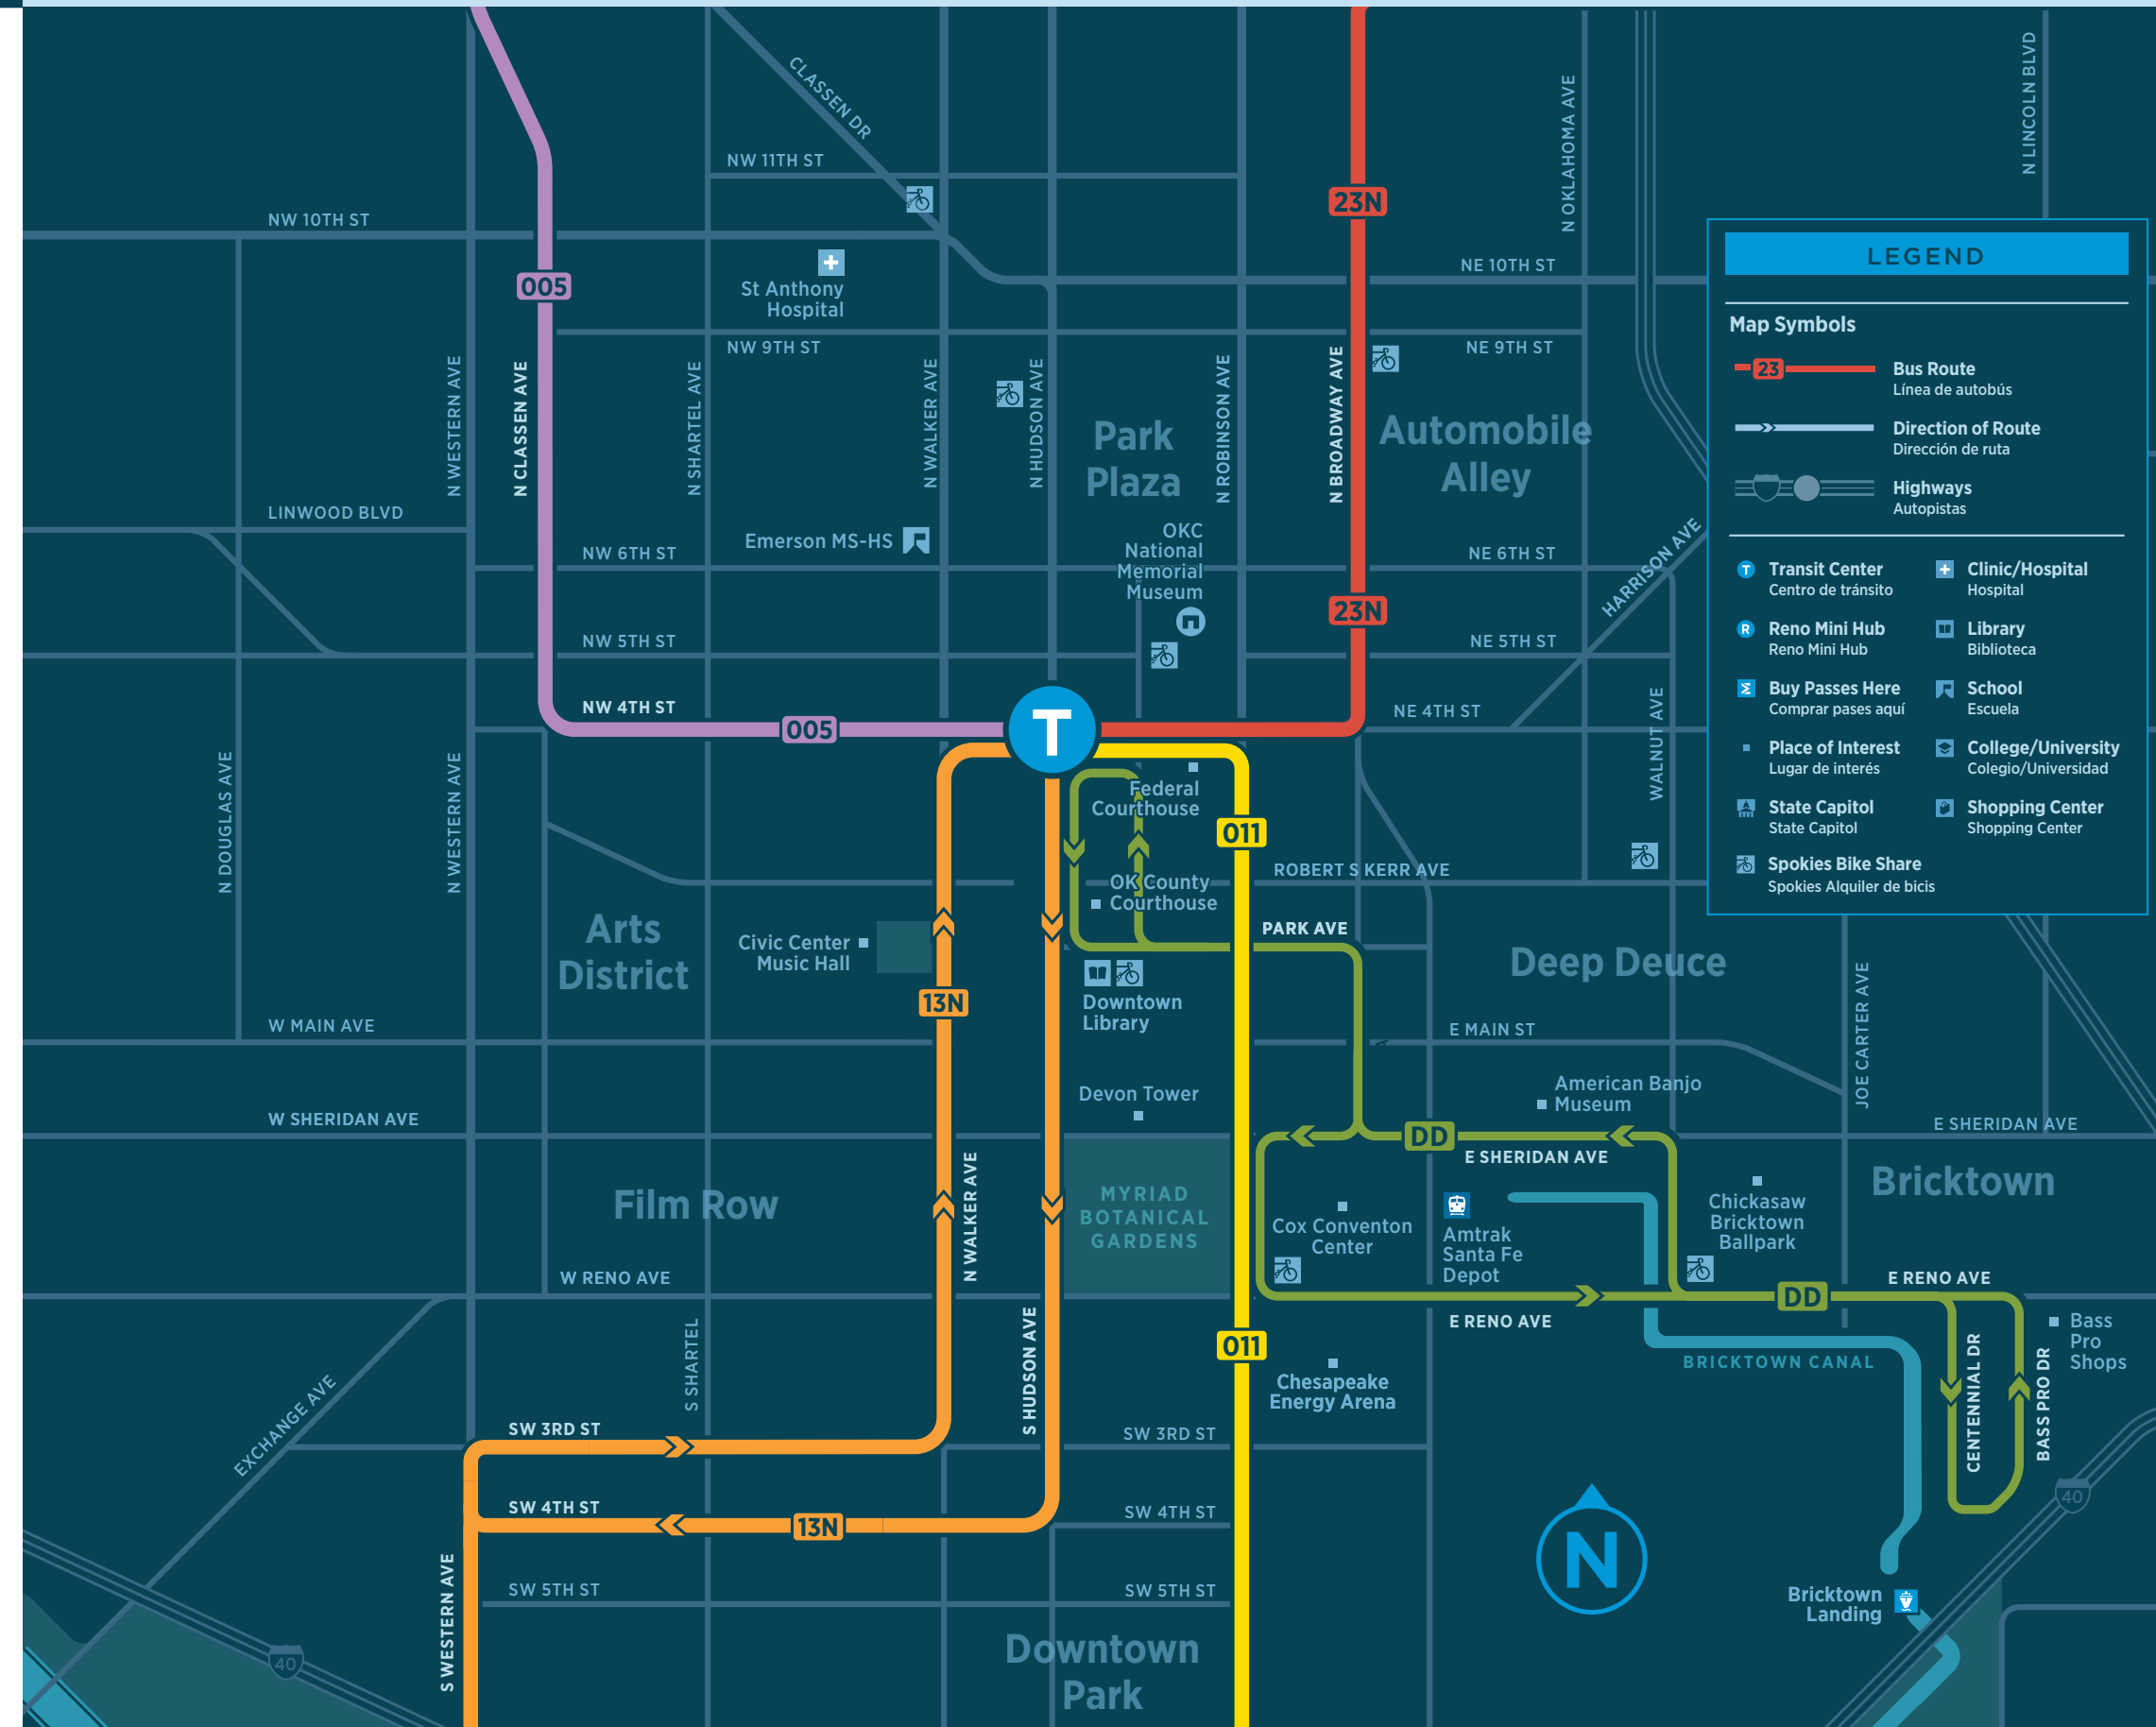 CLASSEN DR
N OKLAHOMA AVE
N LINCOLN BLVD
NW 11TH ST
23N
NW 10TH ST
005
St Anthony
Hospital
NE 10TH ST
NW 9TH ST
NE 9TH ST
N WESTERN AVE
N CLASSEN AVE
N SHARTEL AVE
N WALKER AVE
N HUDSON AVE
N ROBINSON AVE
N BROADWAY AVE
Park
Plaza
Automobile
Alley
LINWOOD BLVD
NW 6TH ST
Emerson MS-HS
OKC
National
Memorial
Museum
NE 6TH ST
HARRISON AVE
23N
NW 5TH ST
NE 5TH ST
NW 4TH ST
005
T
NE 4TH ST
WALNUT AVE
N DOUGLAS AVE
N WESTERN AVE
Federal
Courthouse
011
ROBERT S KERR AVE
OK County
Courthouse
PARK AVE
Arts
District
Civic Center
Music Hall
Deep Deuce
13N
Downtown
Library
W MAIN AVE
E MAIN ST
JOE CARTER AVE
Devon Tower
American Banjo
Museum
W SHERIDAN AVE
DD
E SHERIDAN AVE
E SHERIDAN AVE
Film Row
N WALKER AVE
MYRIAD
BOTANICAL
GARDENS
Cox Conventon
Center
Amtrak
Santa Fe
Depot
Chickasaw
Bricktown
Ballpark
Bricktown
W RENO AVE
DD
E RENO AVE
E RENO AVE
Bass
Pro
Shops
S SHARTEL
S HUDSON AVE
011
BRICKTOWN CANAL
CENTENNIAL DR
BASS PRO DR
Chesapeake
Energy Arena
EXCHANGE AVE
SW 3RD ST
SW 3RD ST
40
SW 4TH ST
13N
SW 4TH ST
N
SW 5TH ST
SW 5TH ST
S WESTERN AVE
40
Downtown
Park
Bricktown
Landing
LEGEND
Map Symbols
23
Bus Route
Línea de autobús
Direction of Route
Dirección de ruta
Highways
Autopistas
T
Transit Center
Centro de tránsito
Clinic/Hospital
Hospital
R
Reno Mini Hub
Reno Mini Hub
Library
Biblioteca
Buy Passes Here
Comprar pases aquí
School
Escuela
Place of Interest
Lugar de interés
College/University
Colegio/Universidad
State Capitol
State Capitol
Shopping Center
Shopping Center
Spokies Bike Share
Spokies Alquiler de bicis